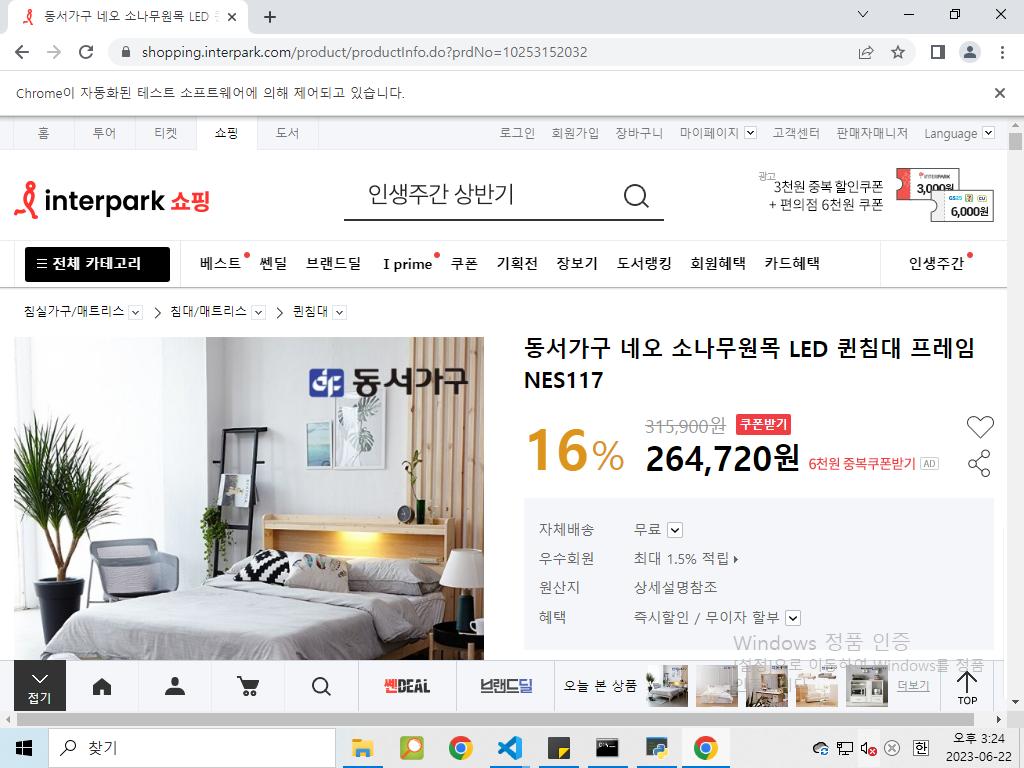 동서가구 네오 소나무원목 LED
shopping.interpark.com/product/productInfo.do?prdNo=10253152032
Chrome이 자동화된 테스트 소프트웨어에 의해 제어되고 있습니다.
홈 투어 티켓 쇼핑 도서 로그인 회원가입 장바구니 마이페이지 고객센터 판매자매니저 Language
interpark 쇼핑
인생주간 상반기
광고
3천원 중복 할인쿠폰
+ 편의점 6천원 쿠폰
INTERPARK
3,000원
GS25 CU
6,000원
전체 카테고리 베스트 쎈딜 브랜드딜 I prime 쿠폰 기획전 장보기 도서랭킹 회원혜택 카드혜택 인생주간
침실가구/매트리스 침대/매트리스 퀸침대
동서가구
동서가구 네오 소나무원목 LED 퀸침대 프레임
NES117
16%
315,900원 쿠폰받기
264,720원 6천원 중복쿠폰받기 AD
자체배송 무료
우수회원 최대 1.5% 적립
원산지 상세설명참조
혜택 즉시할인 / 무이자 할부
Windows 정품 인증
[설정]으로 이동하여 Windows를 정품
접기
쎈DEAL
브랜드딜
오늘 본 상품
더보기
TOP
찾기
한
오후 3:24
2023-06-22